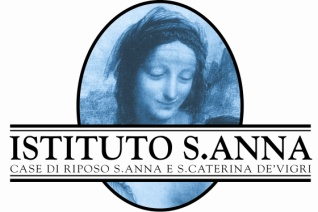 ISTITUTO S.ANNA
CASE DI RIPOSO S.ANNA E S.CATERINA DE'VIGRI